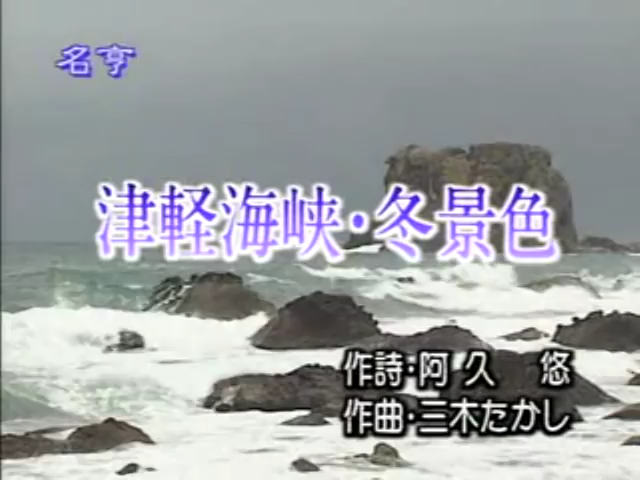 名亨
津軽海峡・冬景色
作詩・阿久 悠
作曲・三木たかし